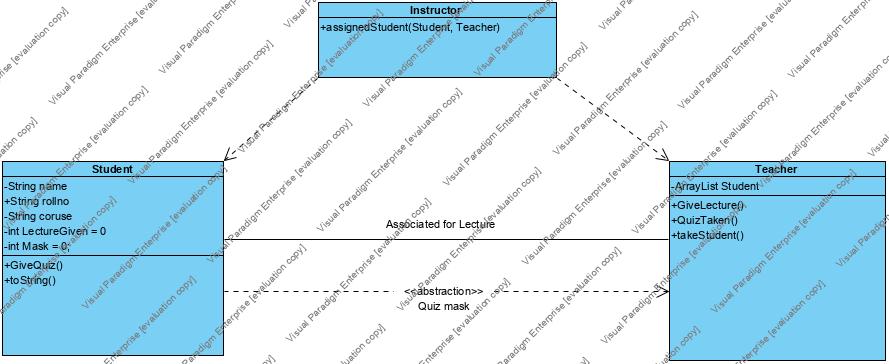 Instructor
+assignedStudent(Student, Teacher)
Student
-String name
+String rollno
-String coruse
-int LectureGiven = 0
-int Mask = 0;
+GiveQuiz()
+toString()
Teacher
-ArrayList Student
+GiveLecture()
+QuizTaken()
+takeStudent()
Associated for Lecture
<<abstraction>>
Quiz mask
Visual Paradigm Enterprise [evaluation copy]